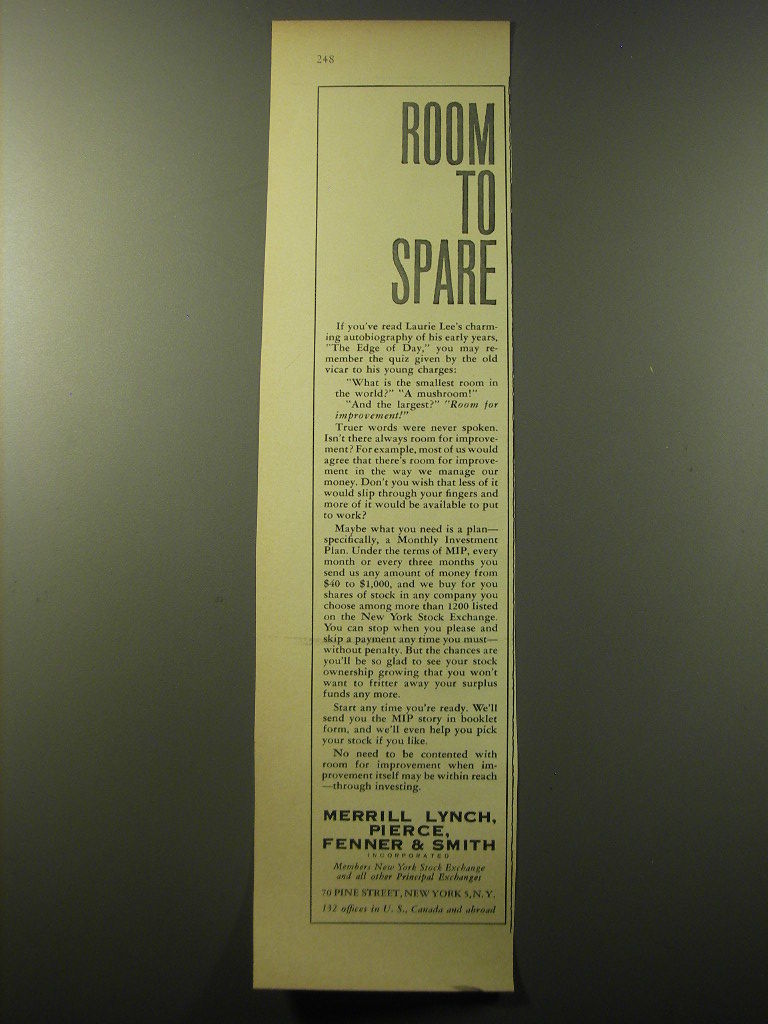 248
ROOM
TO
SPARE
If you've read Laurie Lee's charm-
ing autobiography of his early years,
"The Edge of Day," you may re-
member the quiz given by the old
vicar to his young charges:
"What is the smallest room in
the world?" "A mushroom!"
"And the largest?" "Room for
improvement!"
Truer words were never spoken.
Isn't there always room for improve-
ment? For example, most of us would
agree that there's room for improve-
ment in the way we manage our
money. Don't you wish that less of it
would slip through your fingers and
more of it would be available to put
to work?
Maybe what you need is a plan—
specifically, a Monthly Investment
Plan. Under the terms of MIP, every
month or every three months you
send us any amount of money from
$40 to $1,000, and we buy for you
shares of stock in any company you
choose among more than 1200 listed
on the New York Stock Exchange.
You can stop when you please and
skip a payment any time you must—
without penalty. But the chances are
you'll be so glad to see your stock
ownership growing that you won't
want to fritter away your surplus
funds any more.
Start any time you're ready. We'll
send you the MIP story in booklet
form, and we'll even help you pick
your stock if you like.
No need to be contented with
room for improvement when im-
provement itself may be within reach
—through investing.
MERRILL LYNCH,
PIERCE,
FENNER & SMITH
INCORPORATED
Members New York Stock Exchange
and all other Principal Exchanges
70 PINE STREET, NEW YORK 5, N. Y.
132 offices in U. S., Canada and abroad